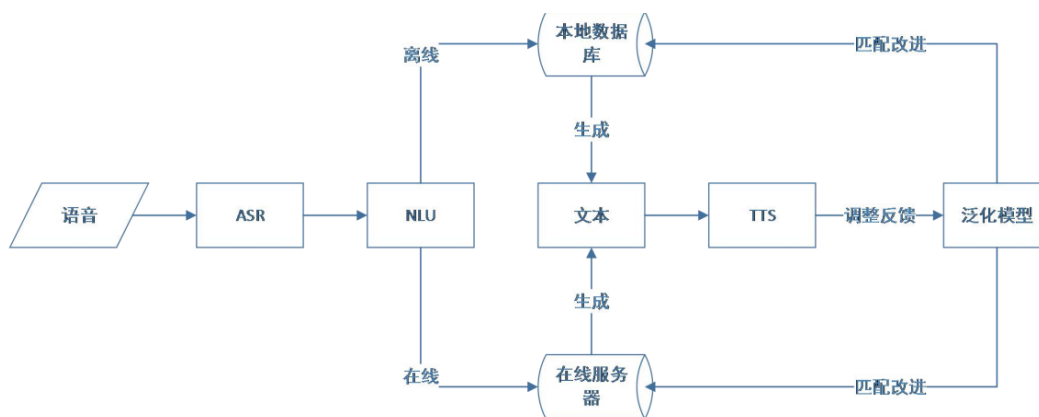 离线
本地数据
库
匹配改进
生成
语音
ASR
NLU
文本
TTS
调整反馈
泛化模型
生成
在线
在线服务
器
匹配改进